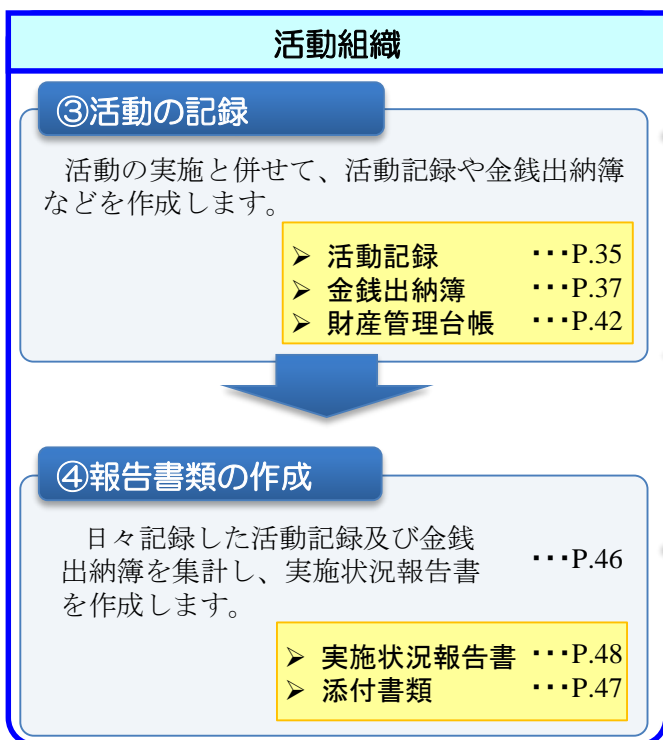 活動組織
③活動の記録
活動の実施と併せて、活動記録や金銭出納簿
などを作成します。
➢ 活動記録 ･･･P.35
➢ 金銭出納簿 ･･･P.37
➢ 財産管理台帳 ･･･P.42
④報告書類の作成
日々記録した活動記録及び金銭
出納簿を集計し、実施状況報告書 ･･･P.46
を作成します。
➢ 実施状況報告書 ･･･P.48
➢ 添付書類 ･･･P.47